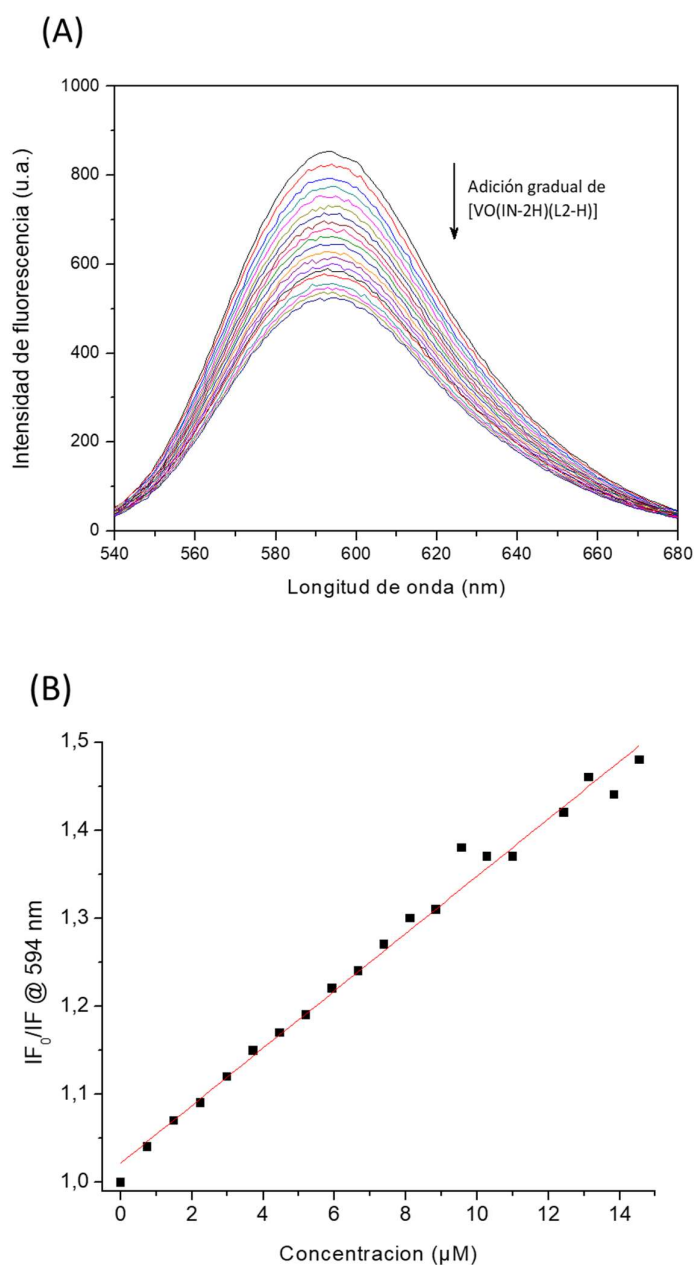 (A)
1000
800
600
400
200
0
Intensidad de fluorescencia (u.a.)
Adición gradual de
[VO(IN-2H)(L2-H)]
540 560 580 600 620 640 660 680
Longitud de onda (nm)
(B)
1,5
1,4
1,3
1,2
1,1
1,0
IF₀/IF @ 594 nm
0 2 4 6 8 10 12 14
Concentracion (µM)